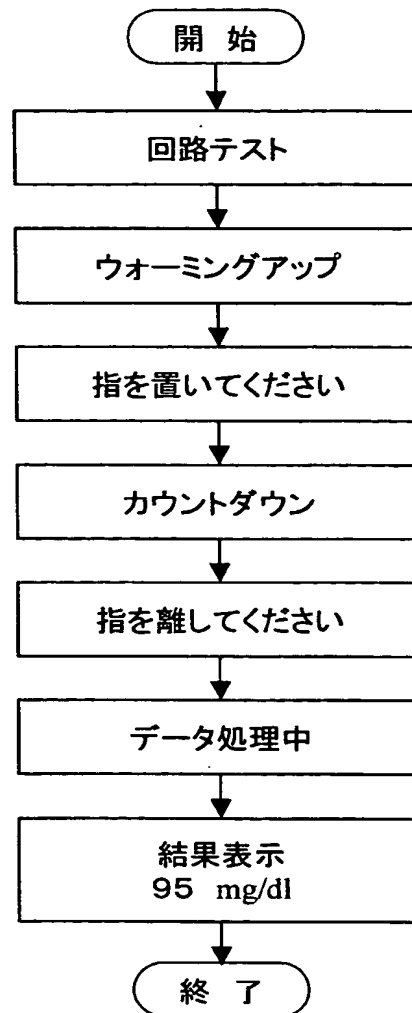 開 始
回路テスト
ウォーミングアップ
指を置いてください
カウントダウン
指を離してください
データ処理中
結果表示
95 mg/dl
終 了